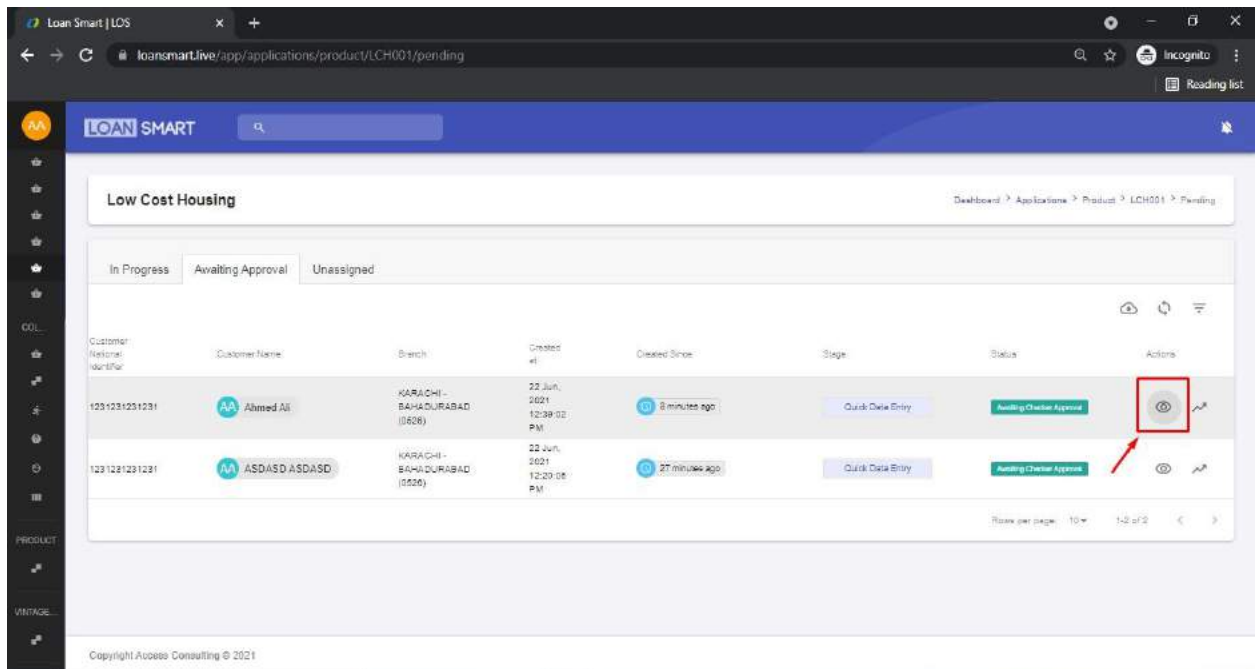 Loan Smart | LOS
loansmart.live/app/applications/product/LCH001/pending
Incognito
Reading list
AA
LOAN SMART
Low Cost Housing
Dashboard > Applications > Product > LCH001 > Pending
In Progress Awaiting Approval Unassigned
COL...
Customer National Identifier
Customer Name
Branch
Created at
Created Since
Stage
Status
Actions
1231231231231
AA Ahmed Ali
KARACHI -
BAHADURABAD
(0526)
22 Jun,
2021
12:39:02
PM
8 minutes ago
Quick Data Entry
Awaiting Checker Approval
1231231231231
AA ASDASD ASDASD
KARACHI -
BAHADURABAD
(0526)
22 Jun,
2021
12:20:06
PM
27 minutes ago
Quick Data Entry
Awaiting Checker Approval
Rows per page: 10 1-2 of 2
PRODUCT
VINTAGE...
Copyright Access Consulting © 2021